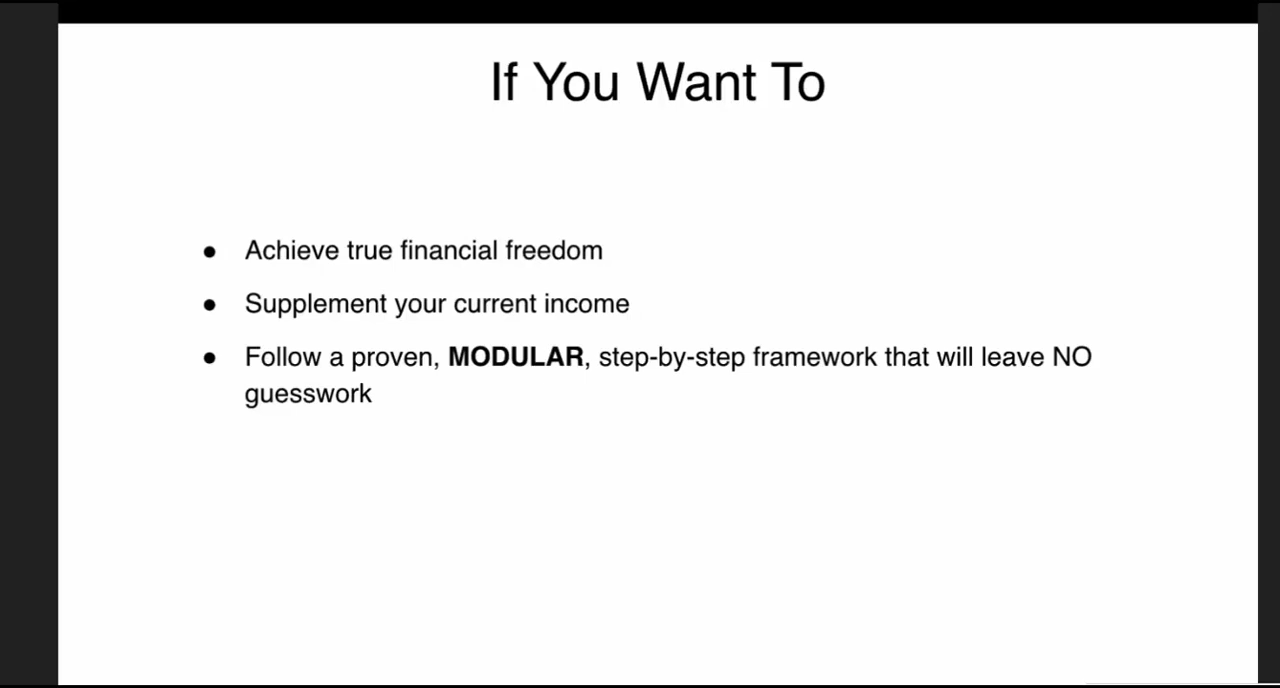 If You Want To
● Achieve true financial freedom
● Supplement your current income
● Follow a proven, MODULAR, step-by-step framework that will leave NO
guesswork